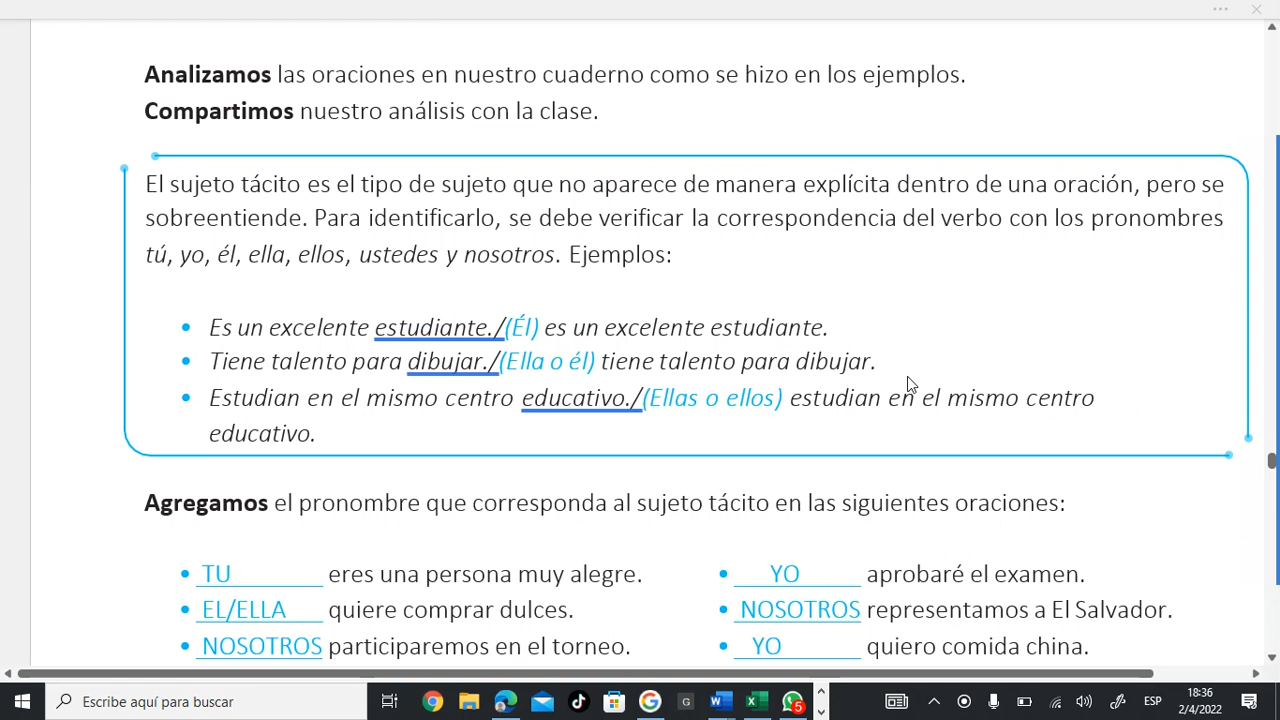 Analizamos las oraciones en nuestro cuaderno como se hizo en los ejemplos.
Compartimos nuestro análisis con la clase.
El sujeto tácito es el tipo de sujeto que no aparece de manera explícita dentro de una oración, pero se
sobreentiende. Para identificarlo, se debe verificar la correspondencia del verbo con los pronombres
tú, yo, él, ella, ellos, ustedes y nosotros. Ejemplos:
• Es un excelente estudiante./(Él) es un excelente estudiante.
• Tiene talento para dibujar./(Ella o él) tiene talento para dibujar.
• Estudian en el mismo centro educativo./(Ellas o ellos) estudian en el mismo centro
educativo.
Agregamos el pronombre que corresponda al sujeto tácito en las siguientes oraciones:
• TU eres una persona muy alegre.
• EL/ELLA quiere comprar dulces.
• NOSOTROS participaremos en el torneo.
• YO aprobaré el examen.
• NOSOTROS representamos a El Salvador.
• YO quiero comida china.
Escribe aquí para buscar
G
5
ESP
18:36
2/4/2022